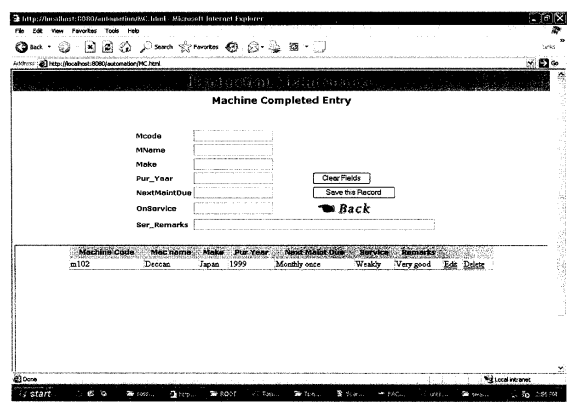 http://localhost:8080/automation/MC.html - Microsoft Internet Explorer
File Edit View Favorites Tools Help
Back Search Favorites
Address http://localhost:8080/automation/MC.html Go Links
Machine Completed Entry
Mcode
MName
Make
Pur_Year Clear Fields
NextMaintDue Save this Record
OnService Back
Ser_Remarks
Machine Code Mac name Make Pur Year Next Maint Due Service Remarks
m102 Deccan Japan 1999 Monthly once Weakly Very good Edit Delete
Done Local intranet
start